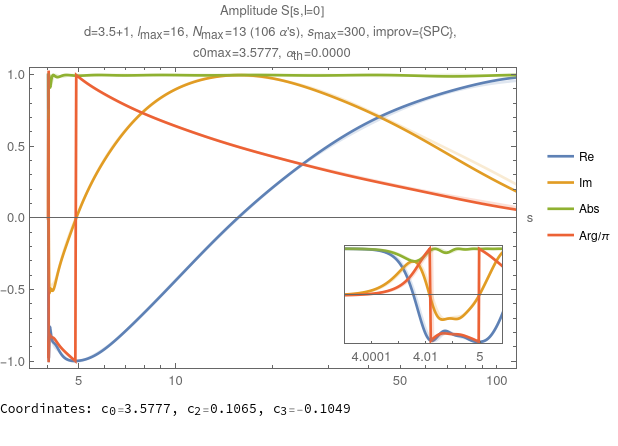 Amplitude S[s,l=0]
d=3.5+1, lmax=16, Nmax=13 (106 α's), smax=300, improv={SPC},
c0max=3.5777, αth=0.0000
1.0
0.5
0.0
−0.5
−1.0
5 10 50 100
s
Re
Im
Abs
Arg/π
4.0001 4.01 5
Coordinates: c0=3.5777, c2=0.1065, c3=-0.1049